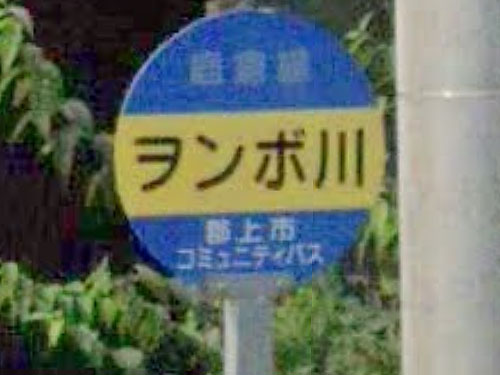 ヲンボ川
郡上市
コミュニティバス